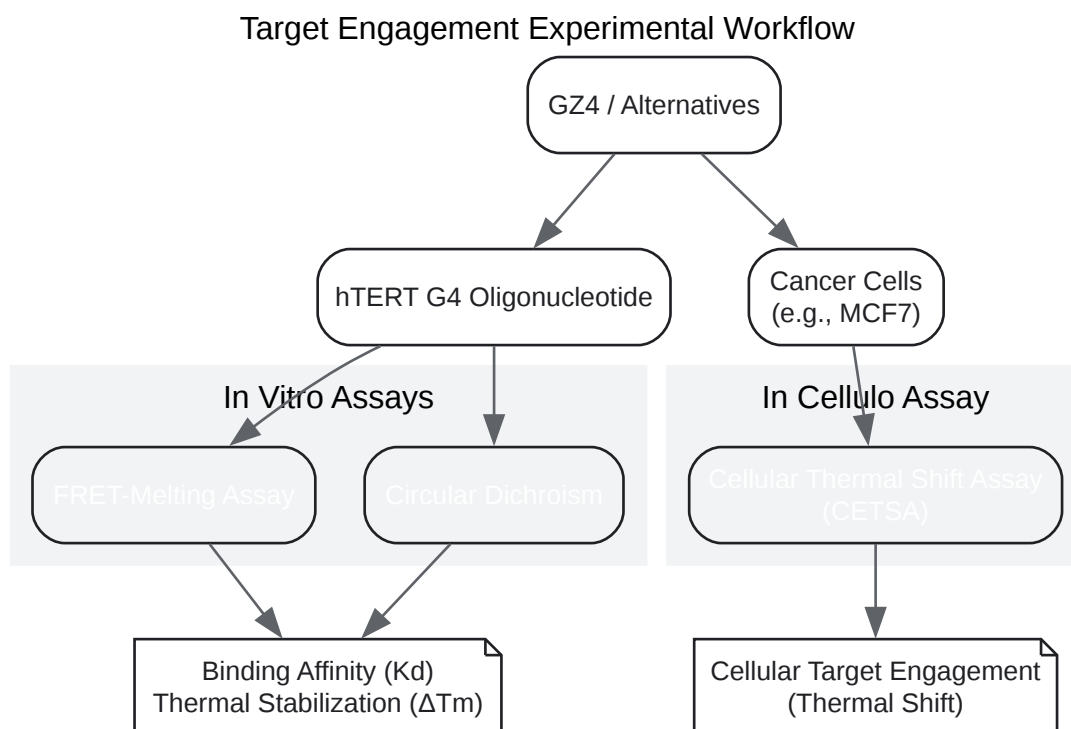 Target Engagement Experimental Workflow
GZ4 / Alternatives
hTERT G4 Oligonucleotide
Cancer Cells
(e.g., MCF7)
In Vitro Assays
In Cellulo Assay
FRET-Melting Assay
Circular Dichroism
Cellular Thermal Shift Assay
(CETSA)
Binding Affinity (Kd)
Thermal Stabilization (ΔTm)
Cellular Target Engagement
(Thermal Shift)